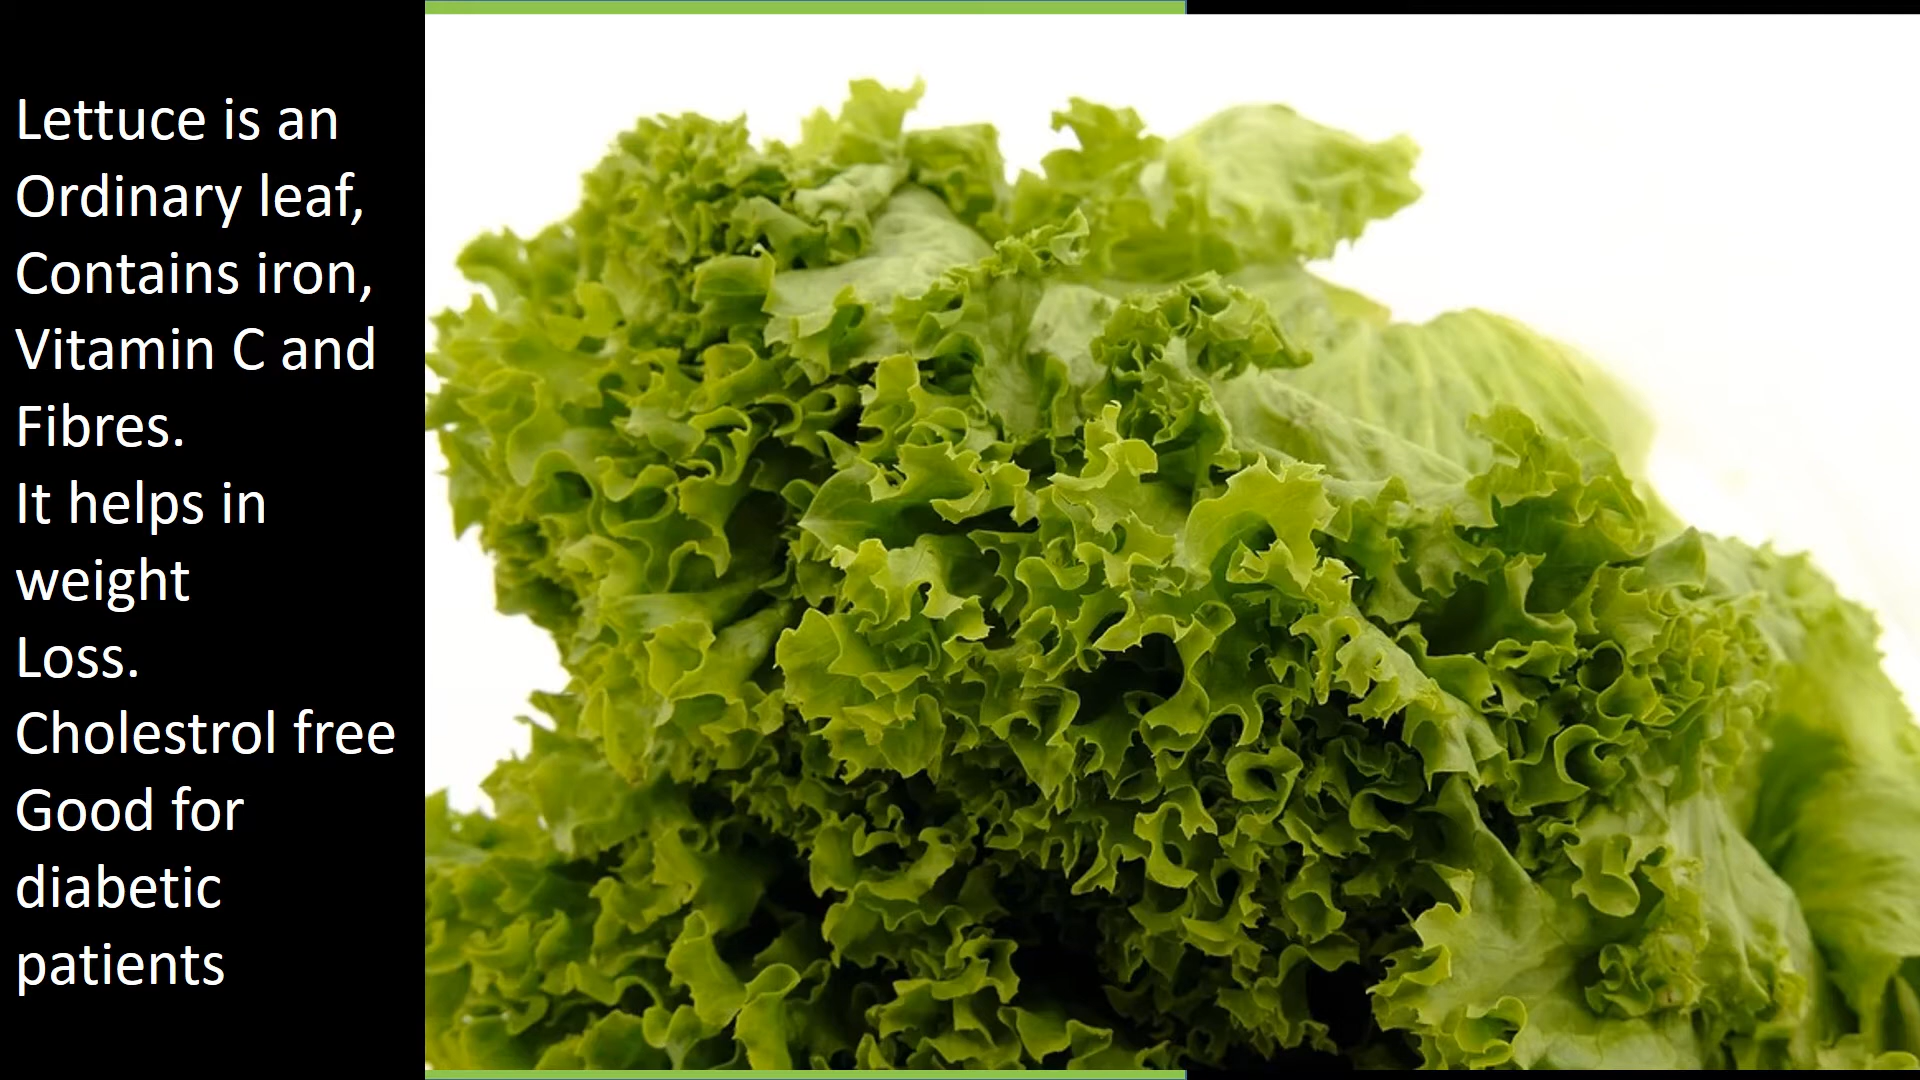 Lettuce is an
Ordinary leaf,
Contains iron,
Vitamin C and
Fibres.
It helps in
weight
Loss.
Cholestrol free
Good for
diabetic
patients